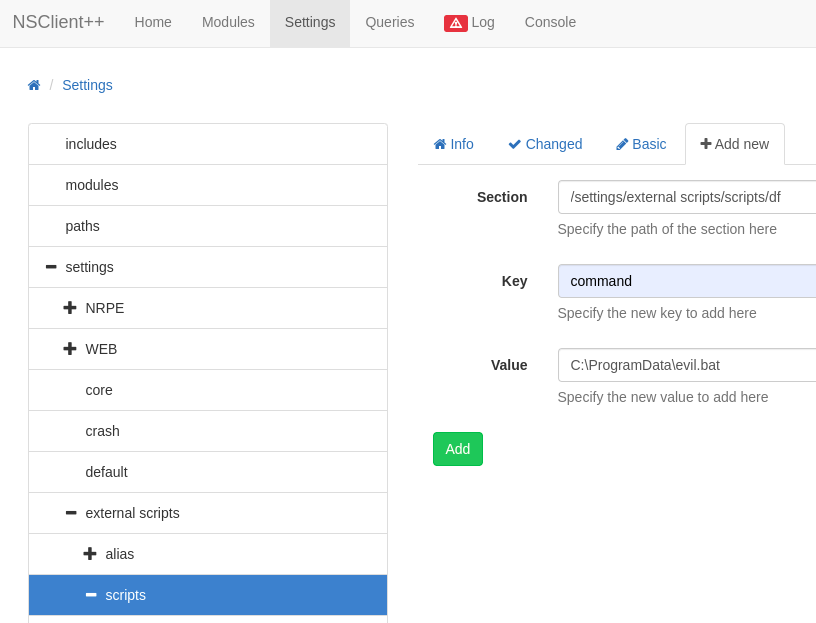 NSClient++ Home Modules Settings Queries Log Console
/ Settings
includes
modules
paths
settings
NRPE
WEB
core
crash
default
external scripts
alias
scripts
Info Changed Basic Add new
Section /settings/external scripts/scripts/df
Specify the path of the section here
Key command
Specify the new key to add here
Value C:\ProgramData\evil.bat
Specify the new value to add here
Add